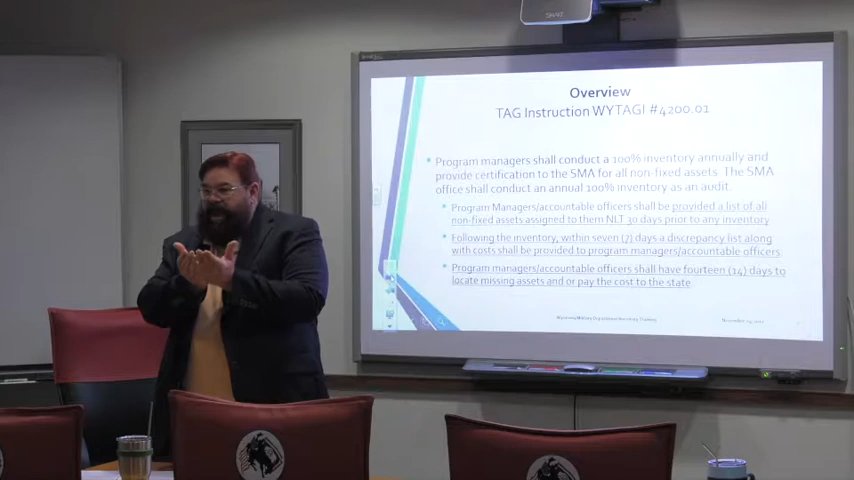 SMART
Overview
TAG Instruction WYTAGI #4200.01
Program managers shall conduct a 100% inventory annually and
provide certification to the SMA for all non-fixed assets. The SMA
office shall conduct an annual 100% inventory as an audit.
Program Managers/accountable officers shall be provided a list of all
non-fixed assets assigned to them NLT 30 days prior to any inventory
Following the inventory, within seven (7) days a discrepancy list along
with costs shall be provided to program managers/accountable officers.
Program managers/accountable officers shall have fourteen (14) days to
locate missing assets and or pay the cost to the state
Wyoming Military Department